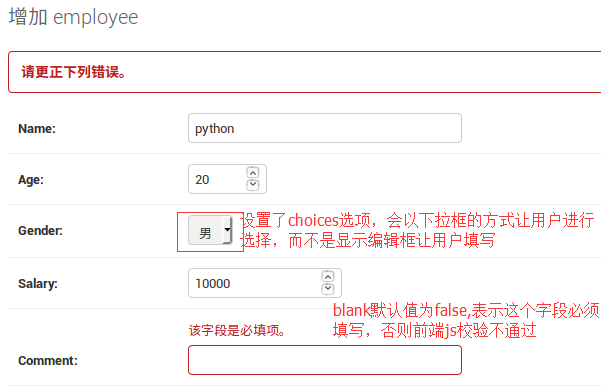 增加 employee
请更正下列错误。
Name:
python
Age:
20
Gender:
男
设置了choices选项，会以下拉框的方式让用户进行
选择，而不是显示编辑框让用户填写
Salary:
10000
blank默认值为false,表示这个字段必须
填写，否则前端js校验不通过
该字段是必填项。
Comment: